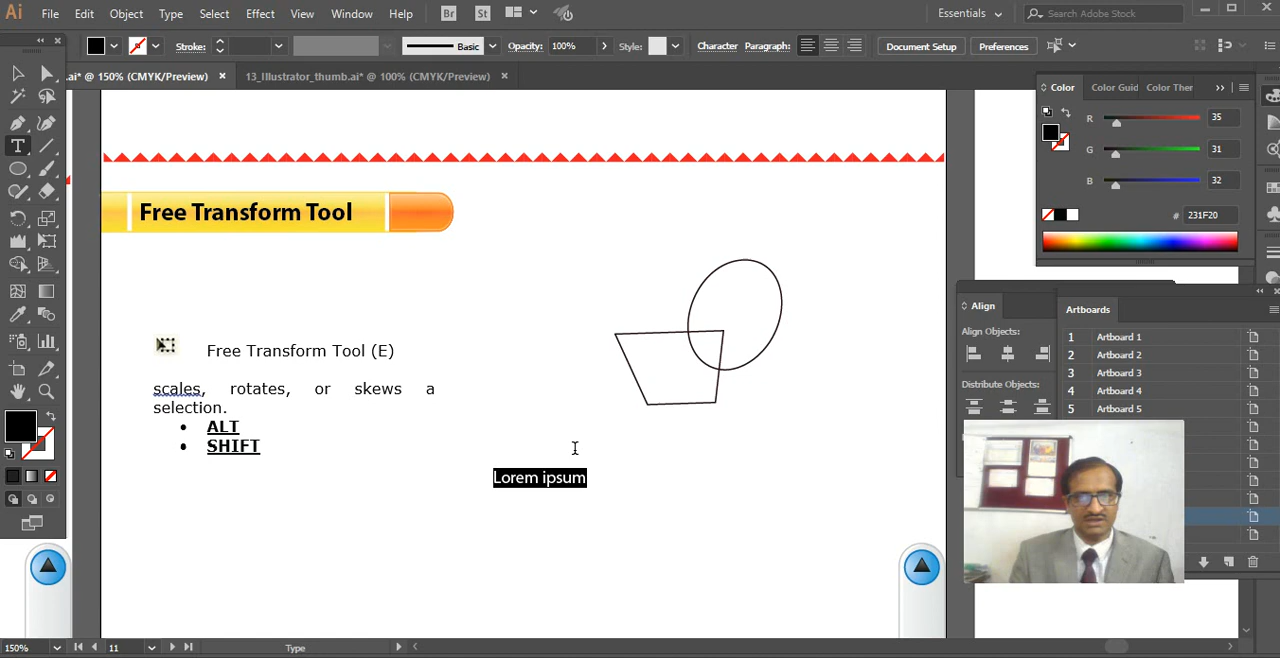 Ai File Edit Object Type Select Effect View Window Help Br St Essentials Search Adobe Stock
Stroke: Basic Opacity: 100% Style: Character Paragraph: Document Setup Preferences
.ai* @ 150% (CMYK/Preview) × 13_Illustrator_thumb.ai* @ 100% (CMYK/Preview) ×
Color Color Guid Color Ther
R 35
G 31
B 32
# 231F20
Free Transform Tool
Free Transform Tool (E)
scales, rotates, or skews a
selection.
• ALT
• SHIFT
Lorem ipsum
Align
Align Objects:
Distribute Objects:
Artboards
1 Artboard 1
2 Artboard 2
3 Artboard 3
4 Artboard 4
5 Artboard 5
150% 11 Type